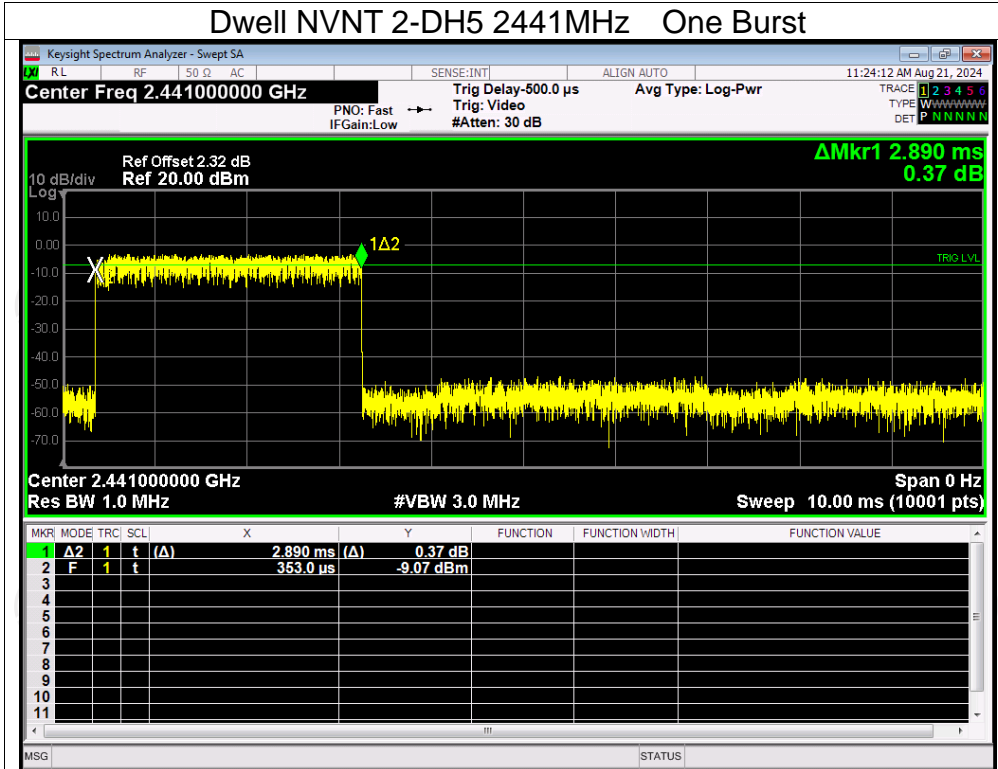 Dwell NVNT 2-DH5 2441MHz One Burst
Keysight Spectrum Analyzer - Swept SA
LXI RL RF 50 Ω AC SENSE:INT ALIGN AUTO 11:24:12 AM Aug 21, 2024
Center Freq 2.441000000 GHz Trig Delay-500.0 µs Avg Type: Log-Pwr TRACE 1 2 3 4 5 6
PNO: Fast Trig: Video TYPE WWWWWW
IFGain:Low #Atten: 30 dB DET P N N N N N
ΔMkr1 2.890 ms
0.37 dB
Ref Offset 2.32 dB
10 dB/div Ref 20.00 dBm
Log
10.0
0.00
1Δ2
TRIG LVL
-10.0
-20.0
-30.0
-40.0
-50.0
-60.0
-70.0
Center 2.441000000 GHz Span 0 Hz
Res BW 1.0 MHz #VBW 3.0 MHz Sweep 10.00 ms (10001 pts)
MKR MODE TRC SCL X Y FUNCTION FUNCTION WIDTH FUNCTION VALUE
1 Δ2 1 t (Δ) 2.890 ms (Δ) 0.37 dB
2 F 1 t 353.0 µs -9.07 dBm
3
4
5
6
7
8
9
10
11
MSG STATUS